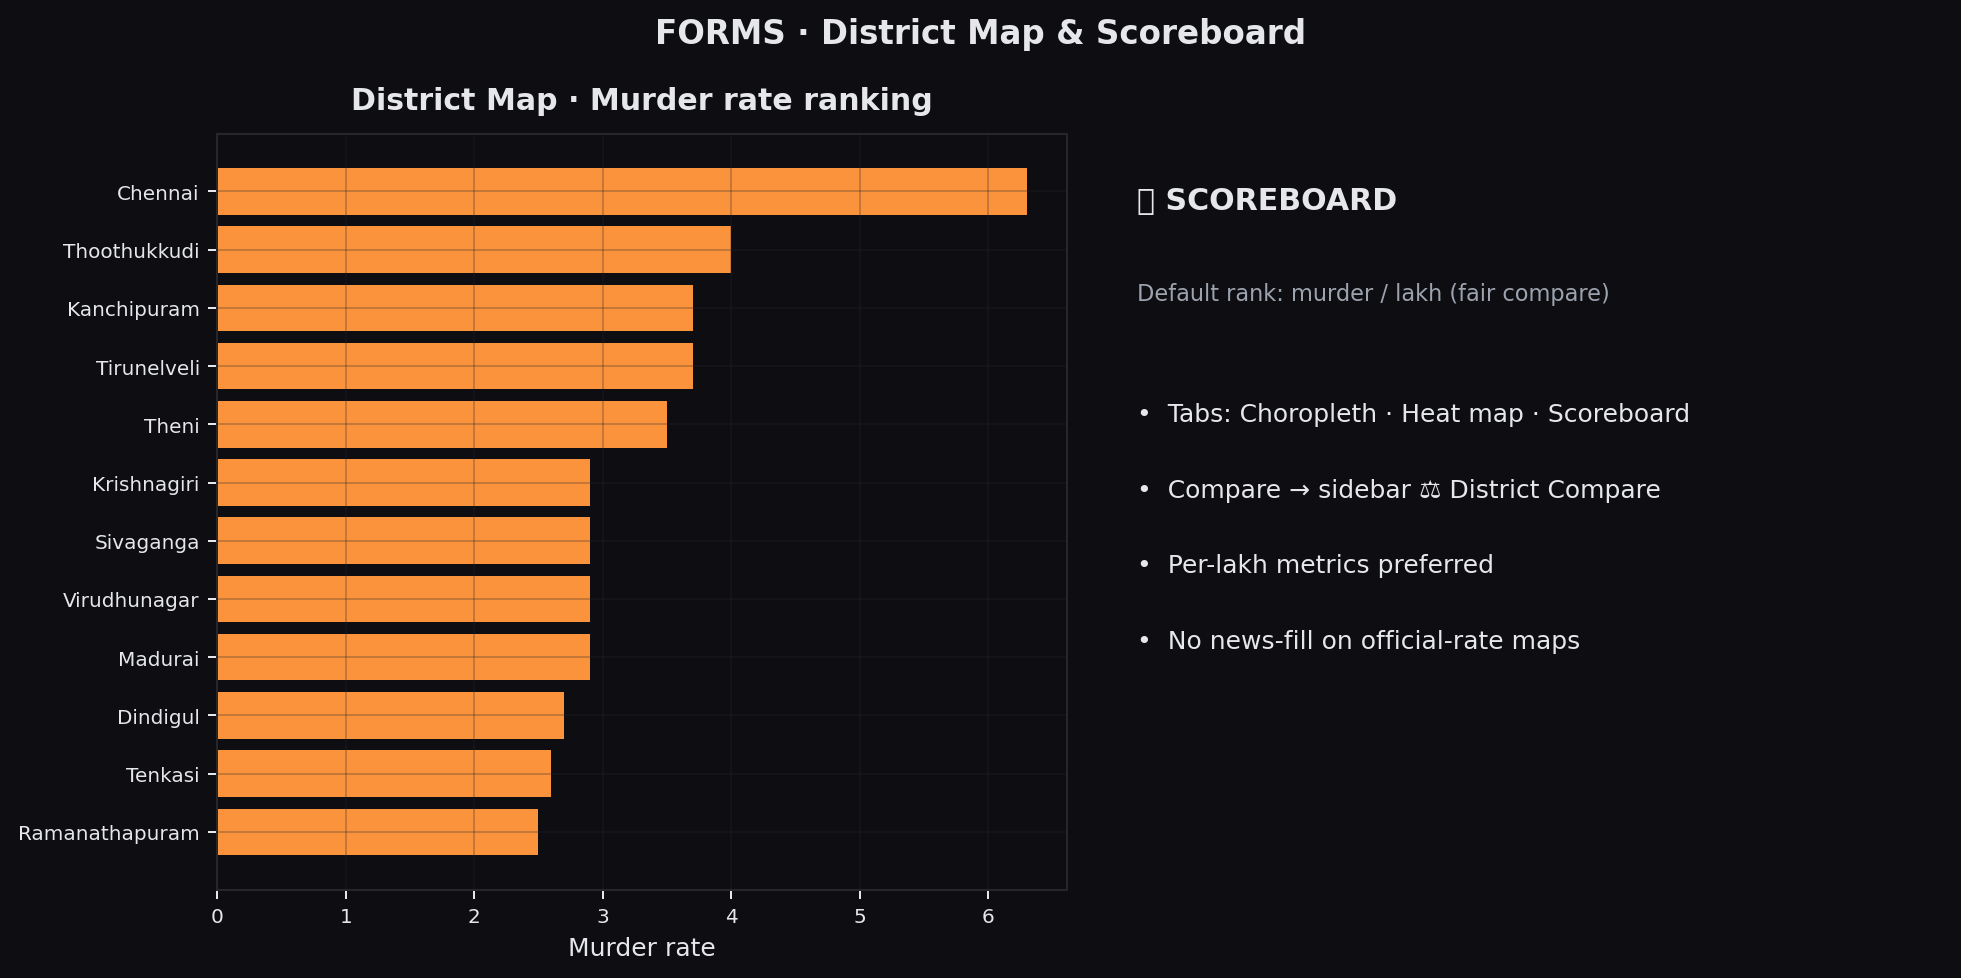 FORMS · District Map & Scoreboard
District Map · Murder rate ranking
Chennai
Thoothukkudi
Kanchipuram
Tirunelveli
Theni
Krishnagiri
Sivaganga
Virudhunagar
Madurai
Dindigul
Tenkasi
Ramanathapuram
0 1 2 3 4 5 6
Murder rate
▯ SCOREBOARD
Default rank: murder / lakh (fair compare)
• Tabs: Choropleth · Heat map · Scoreboard
• Compare → sidebar ⚖ District Compare
• Per-lakh metrics preferred
• No news-fill on official-rate maps